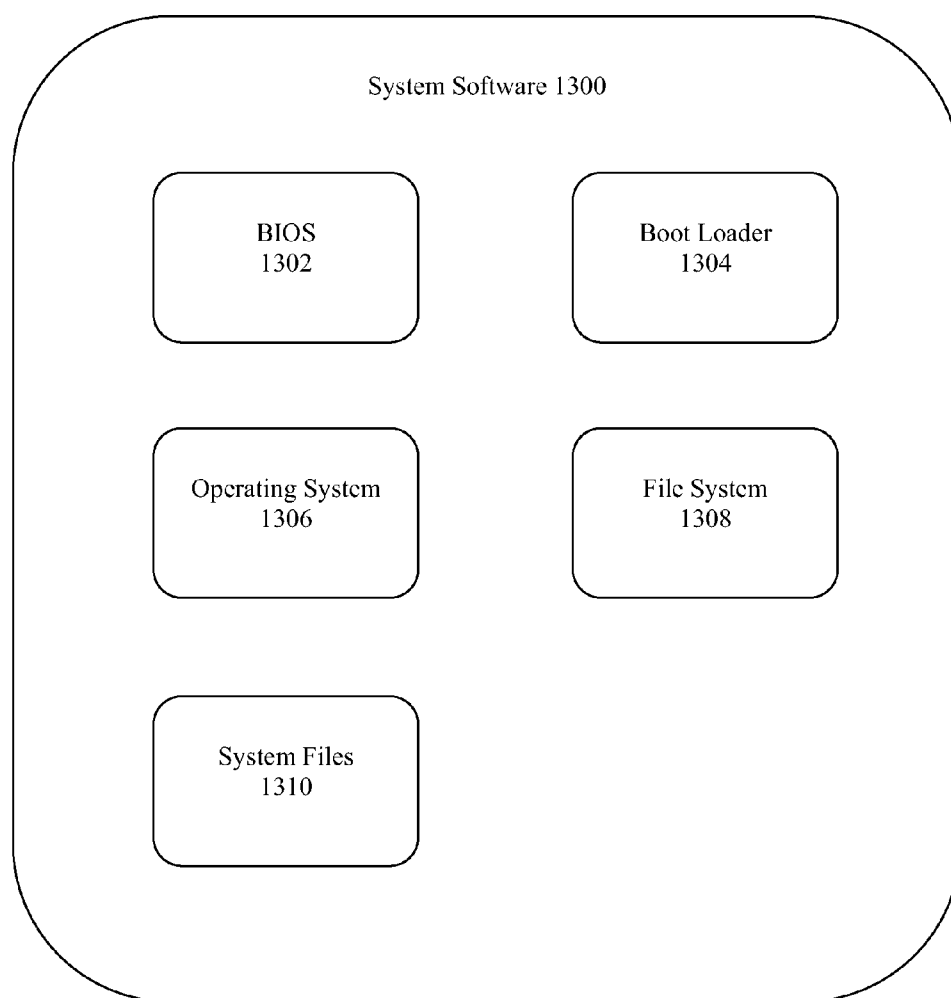 System Software 1300
BIOS
1302
Boot Loader
1304
Operating System
1306
File System
1308
System Files
1310